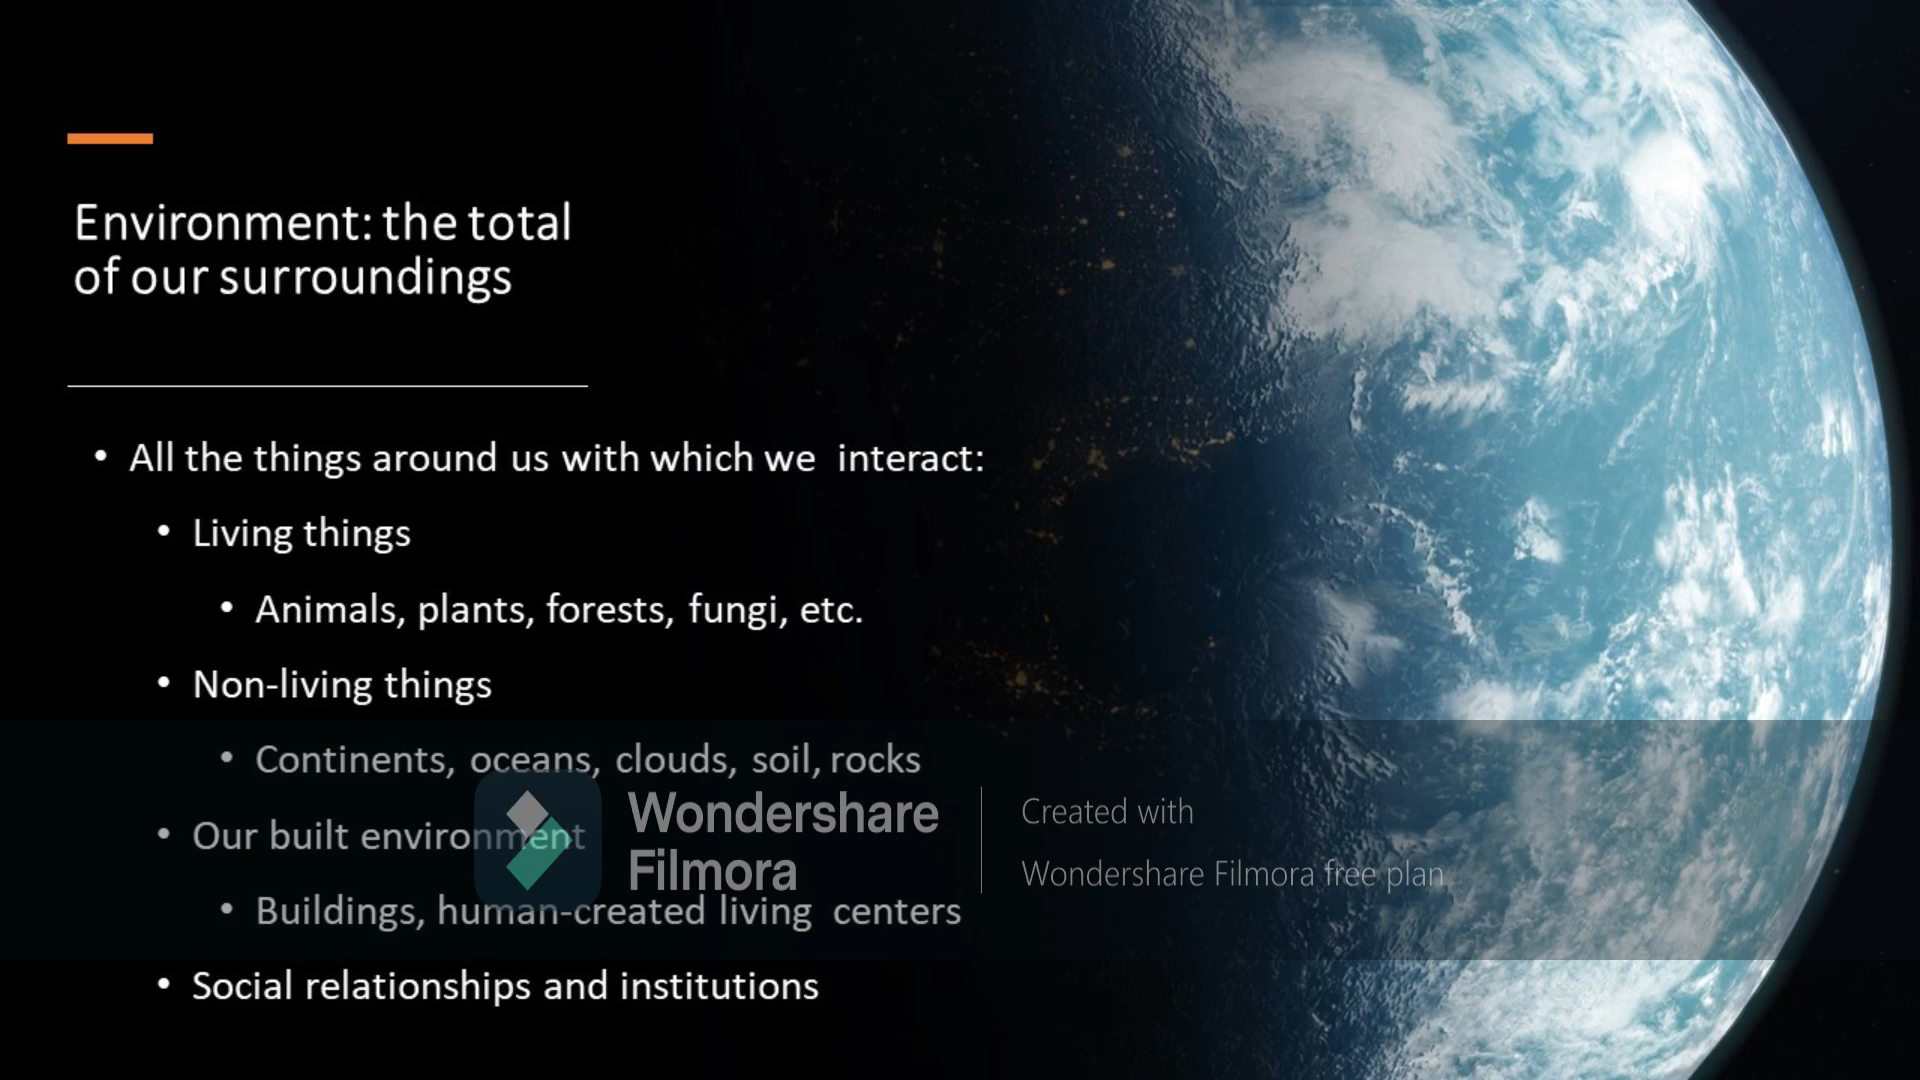 Environment: the total
of our surroundings
• All the things around us with which we interact:
• Living things
• Animals, plants, forests, fungi, etc.
• Non-living things
• Continents, oceans, clouds, soil, rocks
• Our built environment
• Buildings, human-created living centers
• Social relationships and institutions
Wondershare
Filmora
Created with
Wondershare Filmora free plan